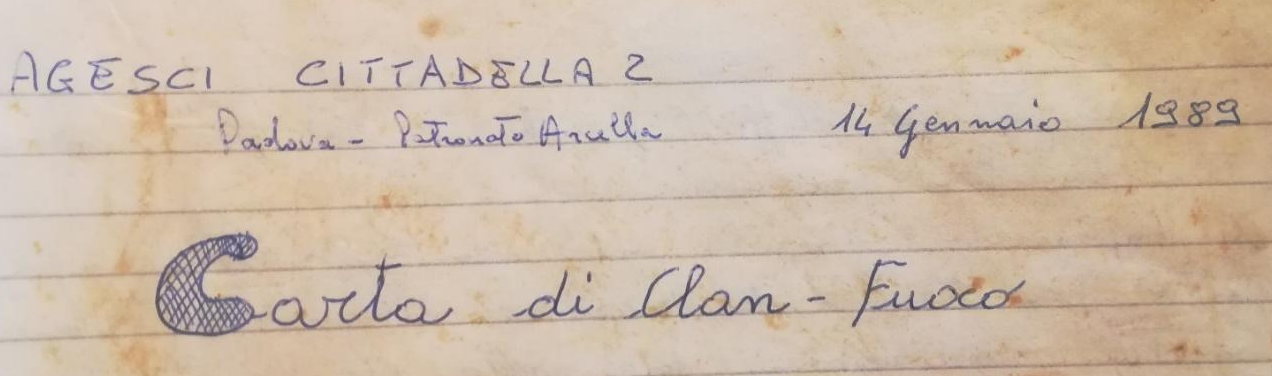 AGESCI CITTADELLA 2
Padova - Patronato Arcella 14 Gennaio 1989
Carta di Clan - Fuoco